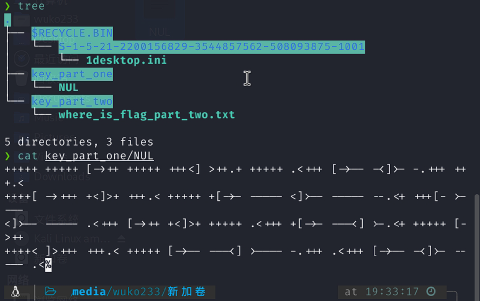 ❯ tree
.
├── $RECYCLE.BIN
│   └── S-1-5-21-2200156829-3544857562-508093875-1001
│       └── 1desktop.ini
├── key_part_one
│   └── NUL
└── key_part_two
    └── where_is_flag_part_two.txt
5 directories, 3 files
❯ cat key_part_one/NUL
+++++ +++++ [->++ +++++ +++<] >++.+ +++++ .<+++ [->-- -<]>- -.+++ ++
+.<
++++[ ->+++ +<]>+ +++.< +++++ +[->- ----- <]>-- ----- --.<+ +++[- >-
---
<]>-- ----- .<+++ [->++ +<]>+ +++++ .<+++ +[->- ---<] >--.< +++++ [-
>++
+++<] >++++ +++.< +++++ [->-- ---<] >---- -.+++ .<+++ [->-- -<]>- --
--- .<%
media/wuko233/新加卷
at 19:33:17